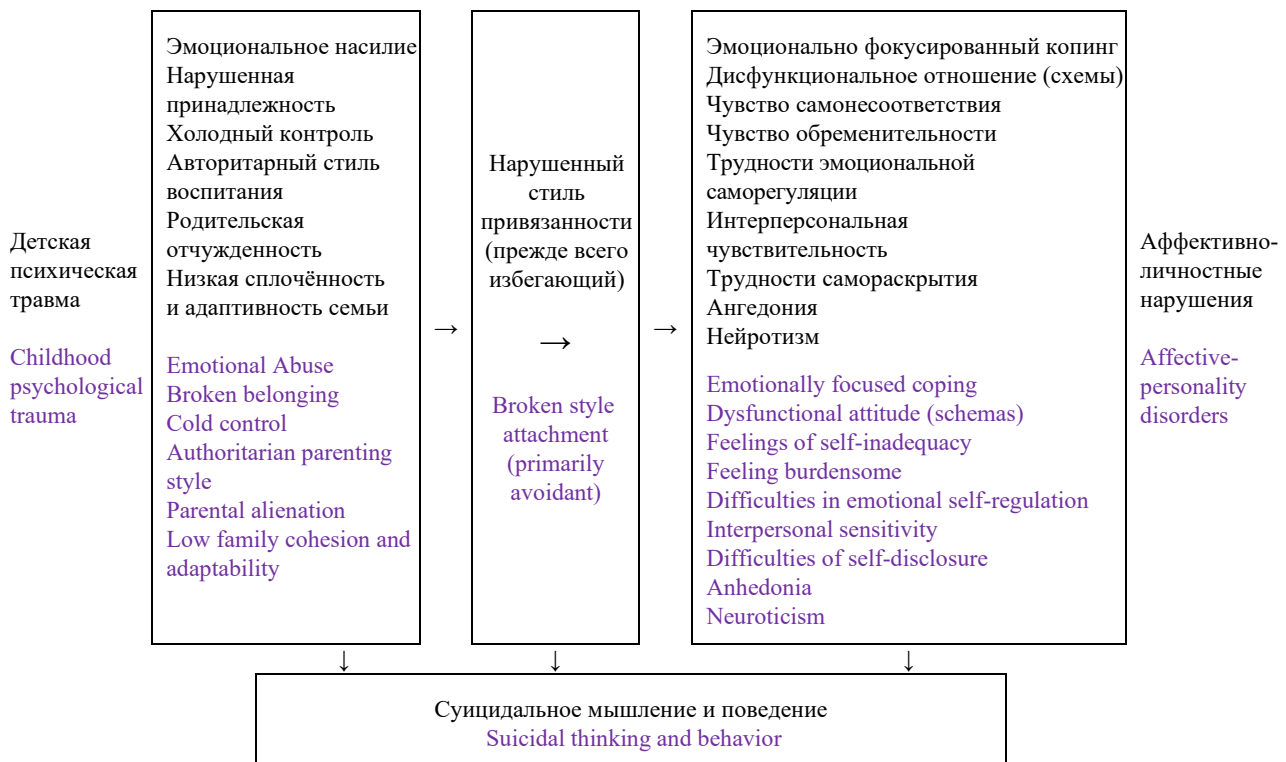 Детская
психическая
травма
Childhood
psychological
trauma
Эмоциональное насилие
Нарушенная
принадлежность
Холодный контроль
Авторитарный стиль
воспитания
Родительская
отчужденность
Низкая сплочённость
и адаптивность семьи
Emotional Abuse
Broken belonging
Cold control
Authoritarian parenting
style
Parental alienation
Low family cohesion and
adaptability
→
Нарушенный
стиль
привязанности
(прежде всего
избегающий)
→
Broken style
attachment
(primarily
avoidant)
→
Эмоционально фокусированный копинг
Дисфункциональное отношение (схемы)
Чувство самонесоответствия
Чувство обременительности
Трудности эмоциональной
саморегуляции
Интерперсональная
чувствительность
Трудности самораскрытия
Ангедония
Нейротизм
Emotionally focused coping
Dysfunctional attitude (schemas)
Feelings of self-inadequacy
Feeling burdensome
Difficulties in emotional self-regulation
Interpersonal sensitivity
Difficulties of self-disclosure
Anhedonia
Neuroticism
Аффективно-
личностные
нарушения
Affective-
personality
disorders
↓ ↓ ↓
Суицидальное мышление и поведение
Suicidal thinking and behavior